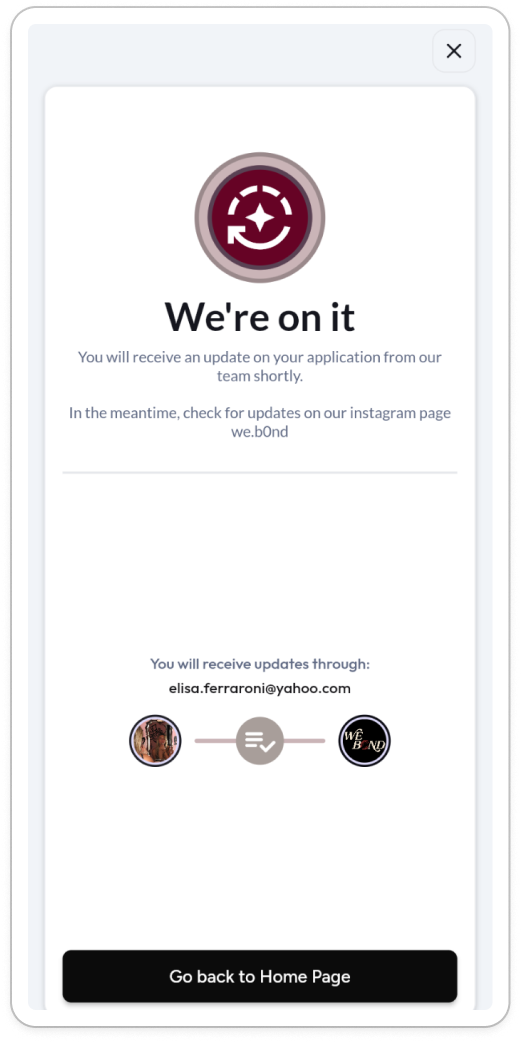 We're on it
You will receive an update on your application from our
team shortly.
In the meantime, check for updates on our instagram page
we.b0nd
You will receive updates through:
elisa.ferraroni@yahoo.com
WE
BOND
Go back to Home Page